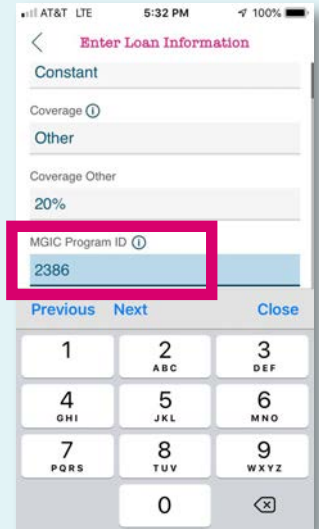 AT&T LTE 5:32 PM 100%
Enter Loan Information
Constant
Coverage
Other
Coverage Other
20%
MGIC Program ID
2386
Previous Next Close
1 2 3
ABC DEF
4 5 6
GHI JKL MNO
7 8 9
PQRS TUV WXYZ
0